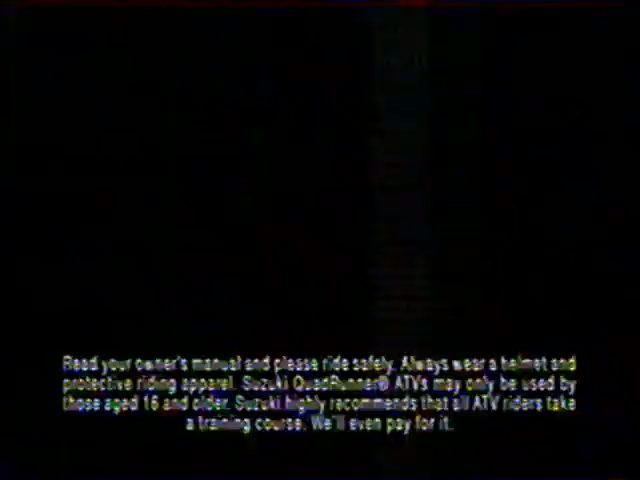 Read your owner's manual and please ride safely. Always wear a helmet and
protective riding apparel. Suzuki QuadRunner® ATVs may only be used by
those aged 16 and older. Suzuki highly recommends that all ATV riders take
a training course. We'll even pay for it.